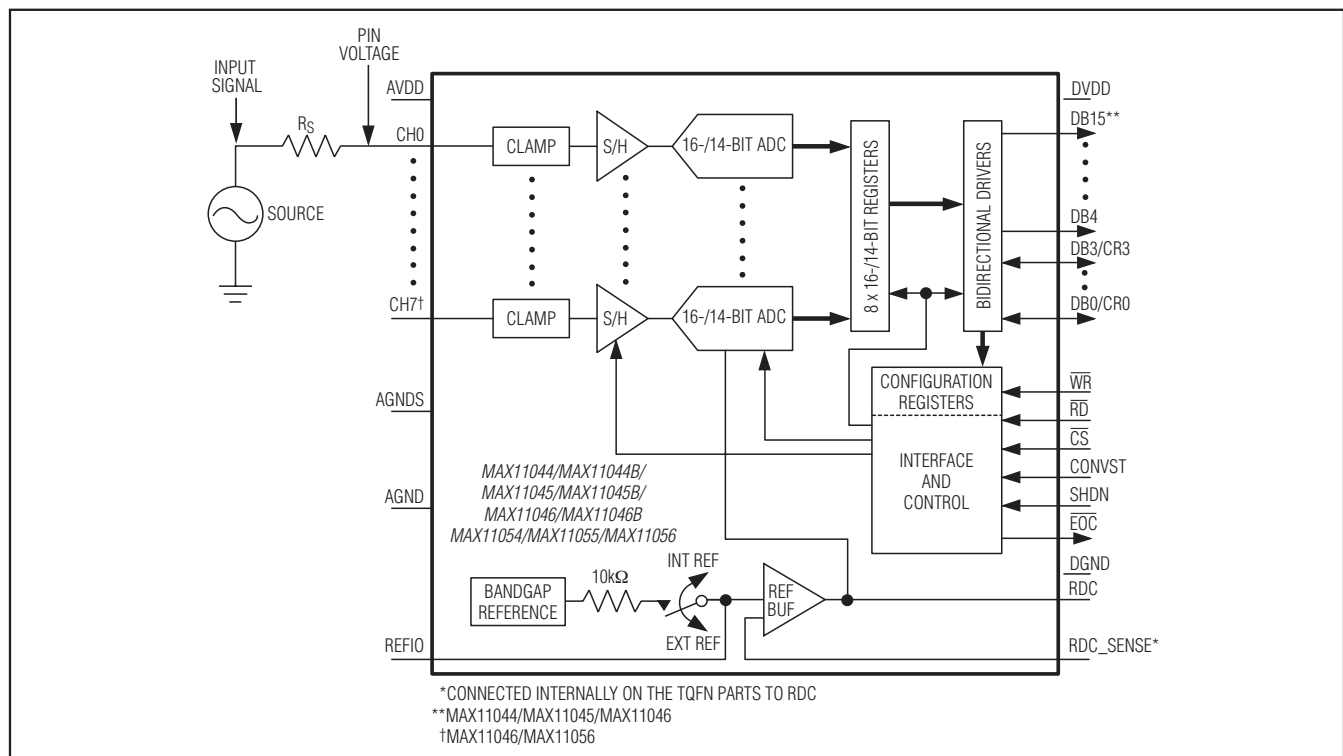 PIN
VOLTAGE
INPUT
SIGNAL
RS
SOURCE
AVDD
CH0
CH7†
AGNDS
AGND
REFIO
CLAMP
S/H
16-/14-BIT ADC
CLAMP
S/H
16-/14-BIT ADC
8 x 16-/14-BIT REGISTERS
BIDIRECTIONAL DRIVERS
CONFIGURATION
REGISTERS
INTERFACE
AND
CONTROL
MAX11044/MAX11044B/
MAX11045/MAX11045B/
MAX11046/MAX11046B
MAX11054/MAX11055/MAX11056
BANDGAP
REFERENCE
10kΩ
INT REF
EXT REF
REF
BUF
DVDD
DB15**
DB4
DB3/CR3
DB0/CR0
WR
RD
CS
CONVST
SHDN
EOC
DGND
RDC
RDC_SENSE*
*CONNECTED INTERNALLY ON THE TQFN PARTS TO RDC
**MAX11044/MAX11045/MAX11046
†MAX11046/MAX11056